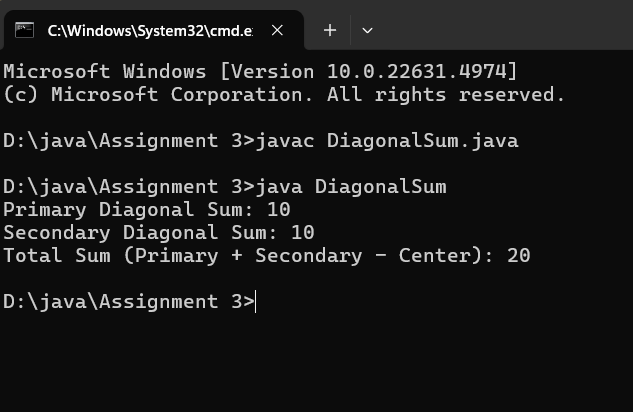 C:\Windows\System32\cmd.e
Microsoft Windows [Version 10.0.22631.4974]
(c) Microsoft Corporation. All rights reserved.
D:\java\Assignment 3>javac DiagonalSum.java
D:\java\Assignment 3>java DiagonalSum
Primary Diagonal Sum: 10
Secondary Diagonal Sum: 10
Total Sum (Primary + Secondary - Center): 20
D:\java\Assignment 3>